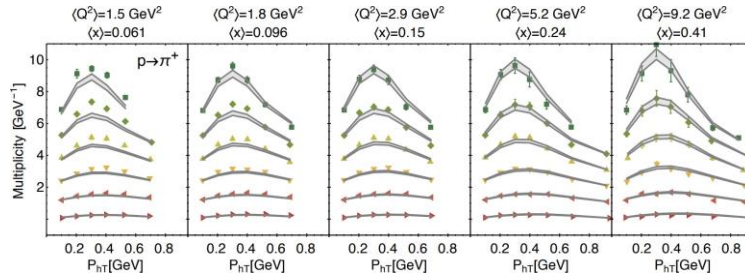 ⟨Q²⟩=1.5 GeV² ⟨Q²⟩=1.8 GeV² ⟨Q²⟩=2.9 GeV² ⟨Q²⟩=5.2 GeV² ⟨Q²⟩=9.2 GeV²
⟨x⟩=0.061 ⟨x⟩=0.096 ⟨x⟩=0.15 ⟨x⟩=0.24 ⟨x⟩=0.41
p→π⁺
Multiplicity [GeV⁻¹]
10
8
6
4
2
0.2 0.4 0.6 0.8 0.2 0.4 0.6 0.8 0.2 0.4 0.6 0.8 0.2 0.4 0.6 0.8 0.2 0.4 0.6 0.8
P_hT[GeV] P_hT[GeV] P_hT[GeV] P_hT[GeV] P_hT[GeV]